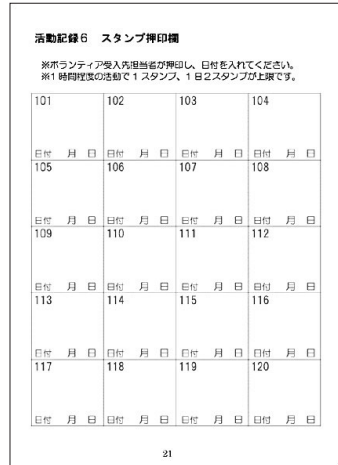 活動記録6　スタンプ押印欄
※ボランティア受入先担当者が押印し、日付を入れてください。
※1時間程度の活動で1スタンプ、1日2スタンプが上限です。
101 102 103 104
日付 月 日 日付 月 日 日付 月 日 日付 月 日
105 106 107 108
日付 月 日 日付 月 日 日付 月 日 日付 月 日
109 110 111 112
日付 月 日 日付 月 日 日付 月 日 日付 月 日
113 114 115 116
日付 月 日 日付 月 日 日付 月 日 日付 月 日
117 118 119 120
日付 月 日 日付 月 日 日付 月 日 日付 月 日
21